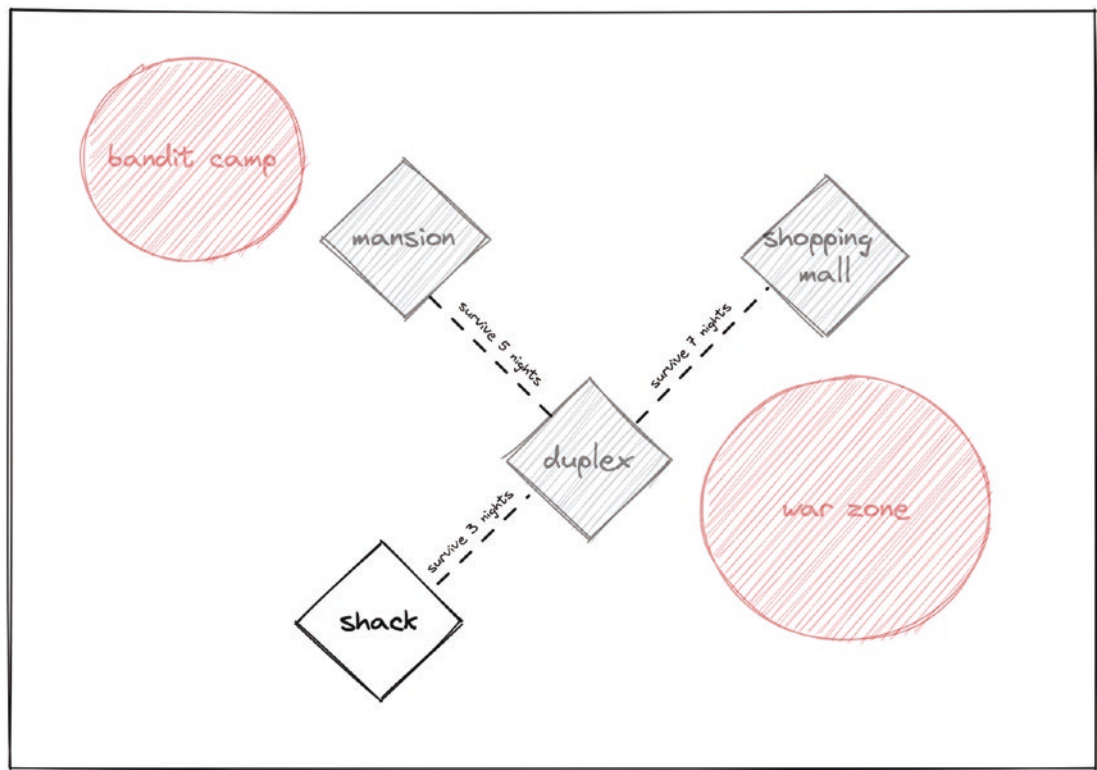 bandit camp
mansion
shopping
mall
survive 5 nights
survive 7 nights
duplex
war zone
survive 3 nights
shack